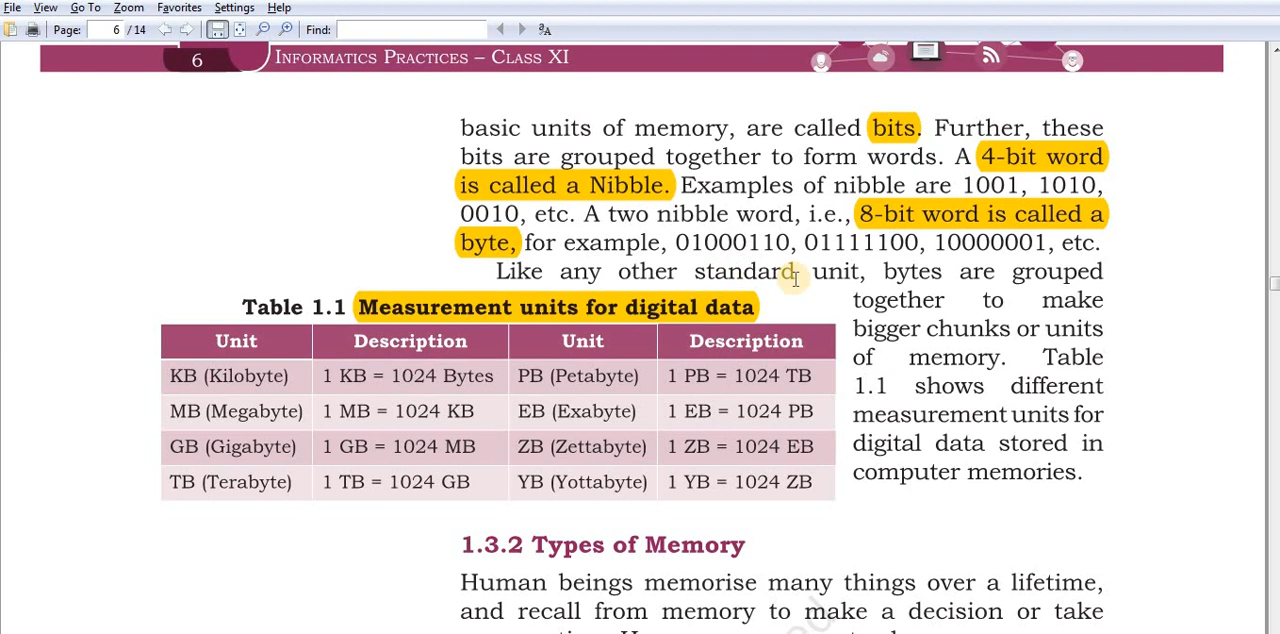 File View Go To Zoom Favorites Settings Help
Page: 6 / 14 Find:
6 INFORMATICS PRACTICES – CLASS XI
basic units of memory, are called bits. Further, these
bits are grouped together to form words. A 4-bit word
is called a Nibble. Examples of nibble are 1001, 1010,
0010, etc. A two nibble word, i.e., 8-bit word is called a
byte, for example, 01000110, 01111100, 10000001, etc.
Like any other standard unit, bytes are grouped
together to make
bigger chunks or units
of memory. Table
1.1 shows different
measurement units for
digital data stored in
computer memories.
Table 1.1 Measurement units for digital data
Unit Description Unit Description
KB (Kilobyte) 1 KB = 1024 Bytes PB (Petabyte) 1 PB = 1024 TB
MB (Megabyte) 1 MB = 1024 KB EB (Exabyte) 1 EB = 1024 PB
GB (Gigabyte) 1 GB = 1024 MB ZB (Zettabyte) 1 ZB = 1024 EB
TB (Terabyte) 1 TB = 1024 GB YB (Yottabyte) 1 YB = 1024 ZB
1.3.2 Types of Memory
Human beings memorise many things over a lifetime,
and recall from memory to make a decision or take